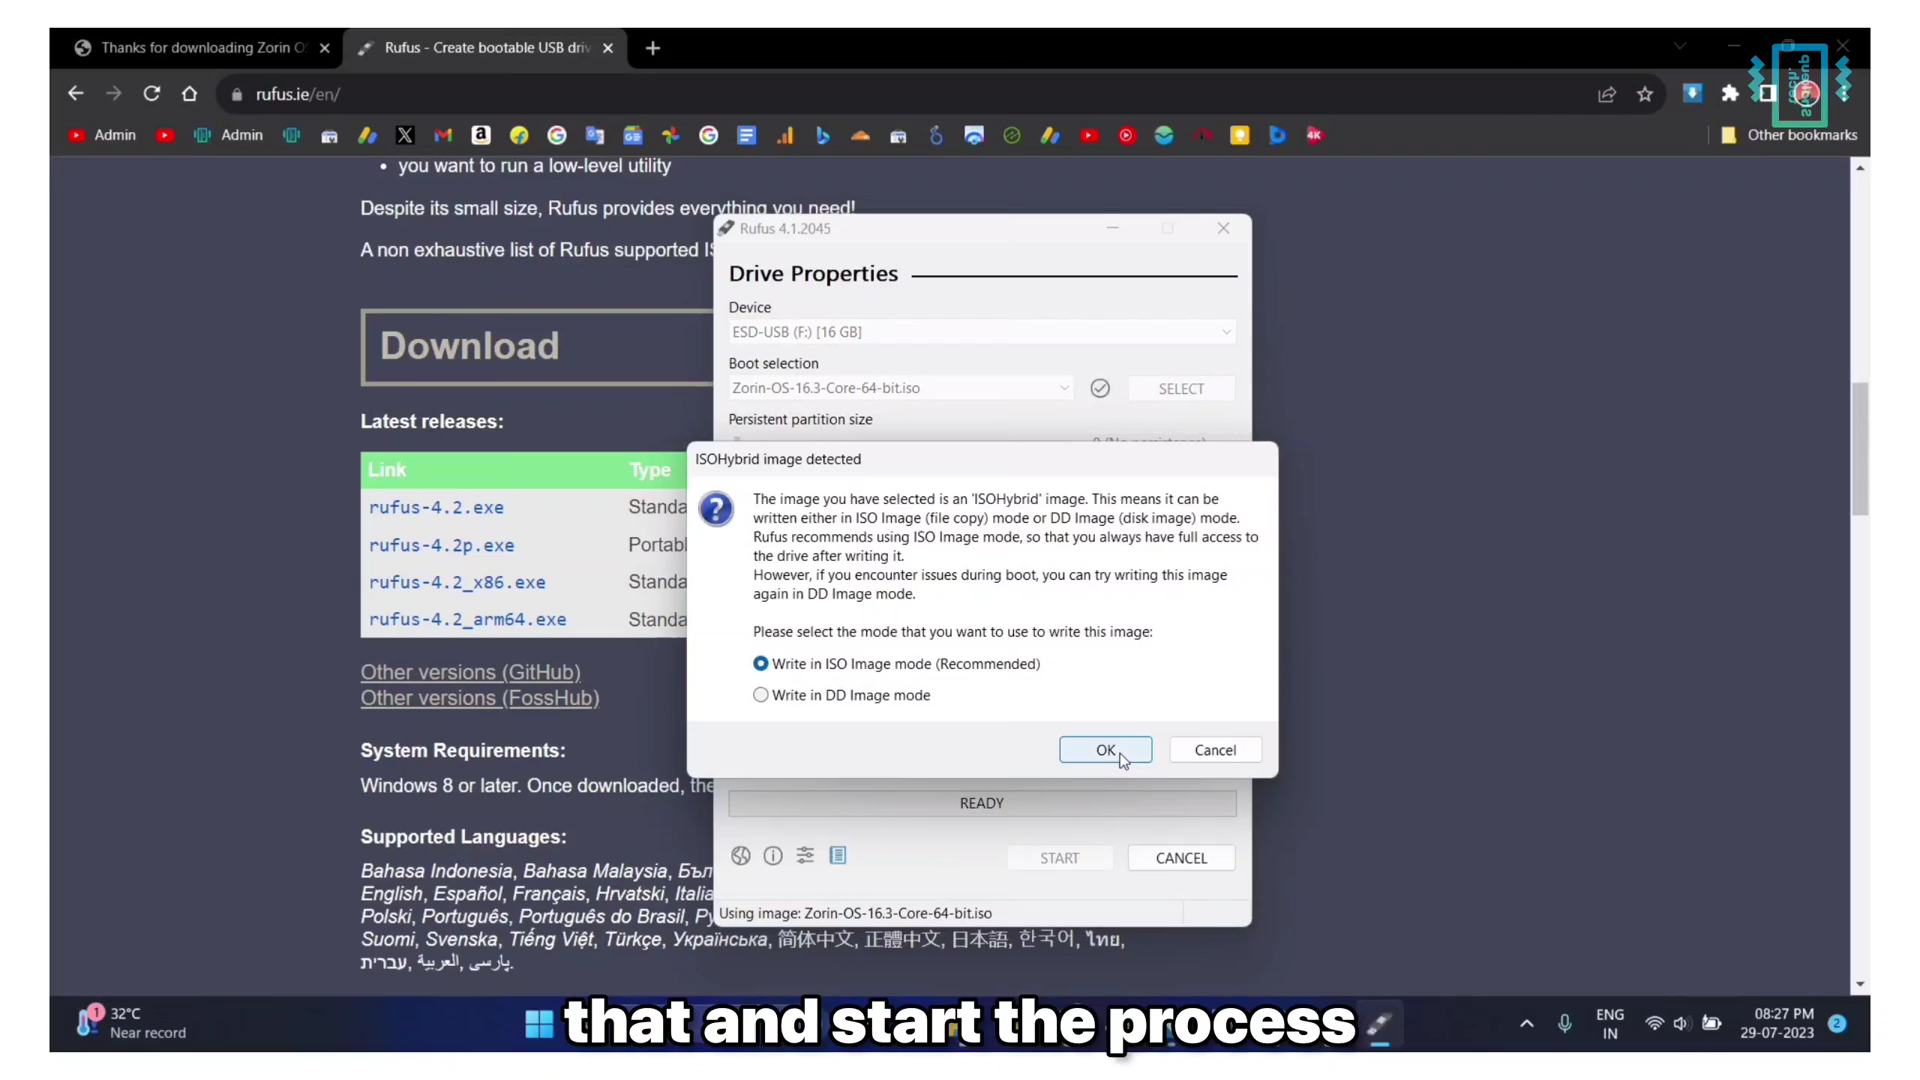 Thanks for downloading Zorin O
Rufus - Create bootable USB driv
rufus.ie/en/
Admin
Admin
Other bookmarks
• you want to run a low-level utility
Despite its small size, Rufus provides everything you need!
A non exhaustive list of Rufus supported IS
Download
Latest releases:
Link Type
rufus-4.2.exe Standa
rufus-4.2p.exe Portabl
rufus-4.2_x86.exe Standa
rufus-4.2_arm64.exe Standa
Other versions (GitHub)
Other versions (FossHub)
System Requirements:
Windows 8 or later. Once downloaded, the
Supported Languages:
Bahasa Indonesia, Bahasa Malaysia, Бъл
English, Español, Français, Hrvatski, Italia
Polski, Português, Português do Brasil, Ру
Suomi, Svenska, Tiếng Việt, Türkçe, Українська, 简体中文, 正體中文, 日本語, 한국어, ไทย,
پارسی, العربية, עברית.
Rufus 4.1.2045
Drive Properties
Device
ESD-USB (F:) [16 GB]
Boot selection
Zorin-OS-16.3-Core-64-bit.iso
SELECT
Persistent partition size
ISOHybrid image detected
The image you have selected is an 'ISOHybrid' image. This means it can be
written either in ISO Image (file copy) mode or DD Image (disk image) mode.
Rufus recommends using ISO Image mode, so that you always have full access to
the drive after writing it.
However, if you encounter issues during boot, you can try writing this image
again in DD Image mode.
Please select the mode that you want to use to write this image:
Write in ISO Image mode (Recommended)
Write in DD Image mode
OK Cancel
READY
START CANCEL
Using image: Zorin-OS-16.3-Core-64-bit.iso
that and start the process
1
32°C
Near record
ENG
IN
08:27 PM
29-07-2023
2